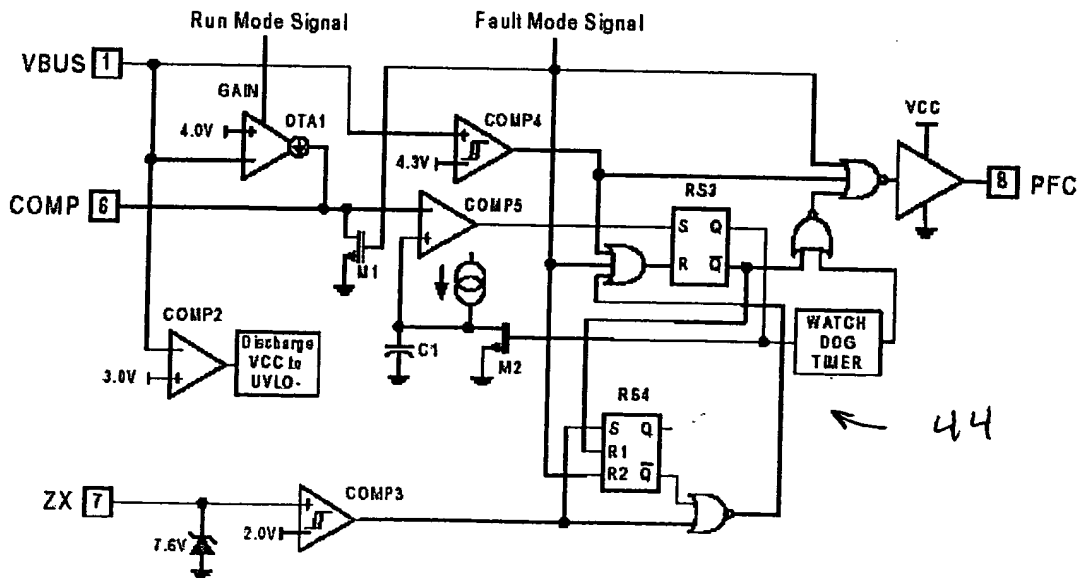 Run Mode Signal
Fault Mode Signal
VBUS 1
GAIN
VCC
OTA1
4.0V
COMP4
4.3V
RS3
8 PFC
COMP 6
COMP5
S Q
R Q
M1
WATCH
DOG
TIMER
COMP2
C1
M2
Discharge
VCC to
UVLO-
3.0V
RS4
44
S Q
R1
R2 Q
ZX 7
COMP3
7.6V
2.0V